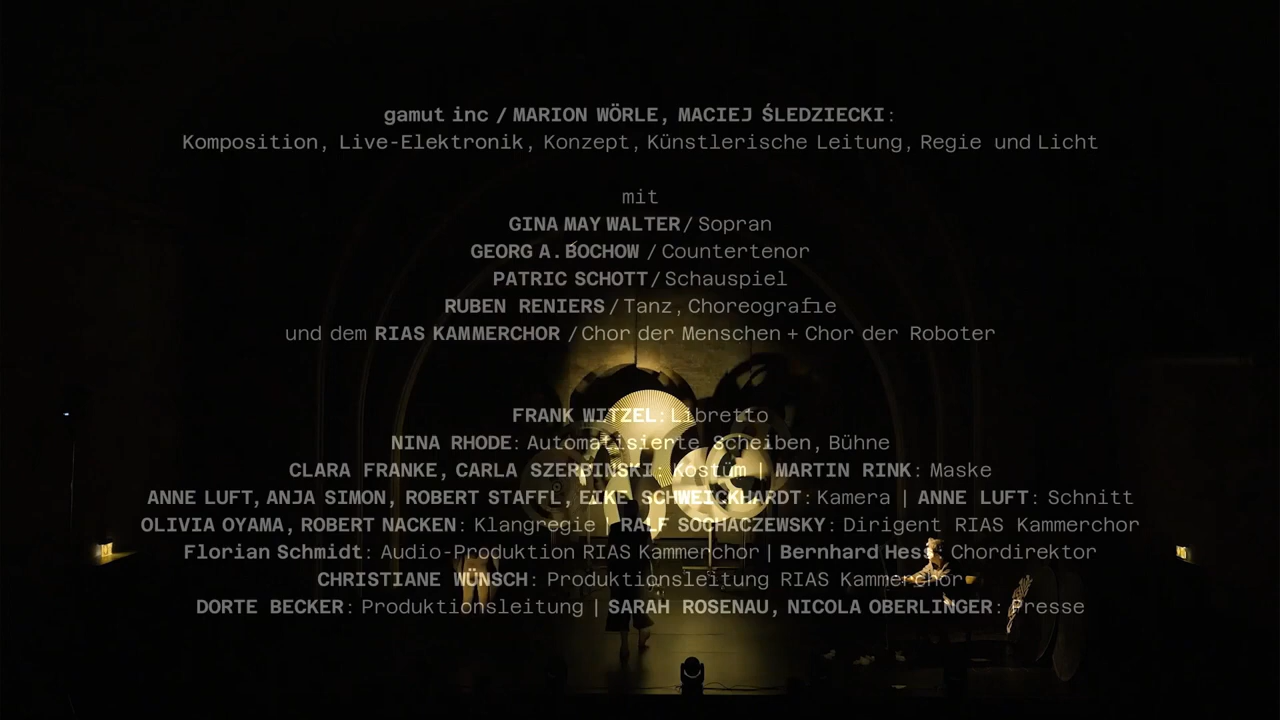 gamut inc / MARION WÖRLE, MACIEJ ŚLEDZIECKI:
Komposition, Live-Elektronik, Konzept, Künstlerische Leitung, Regie und Licht
mit
GINA MAY WALTER / Sopran
GEORG A. BOCHOW / Countertenor
PATRIC SCHOTT / Schauspiel
RUBEN RENIERS / Tanz, Choreografie
und dem RIAS KAMMERCHOR / Chor der Menschen + Chor der Roboter
FRANK WITZEL: Libretto
NINA RHODE: Automatisierte Scheiben, Bühne
CLARA FRANKE, CARLA SZERBINSKI: Kostüm | MARTIN RINK: Maske
ANNE LUFT, ANJA SIMON, ROBERT STAFFL, EIKE SCHWEICKHARDT: Kamera | ANNE LUFT: Schnitt
OLIVIA OYAMA, ROBERT NACKEN: Klangregie | RALF SOCHACZEWSKY: Dirigent RIAS Kammerchor
Florian Schmidt: Audio-Produktion RIAS Kammerchor | Bernhard Hess: Chordirektor
CHRISTIANE WÜNSCH: Produktionsleitung RIAS Kammerchor
DORTE BECKER: Produktionsleitung | SARAH ROSENAU, NICOLA OBERLINGER: Presse